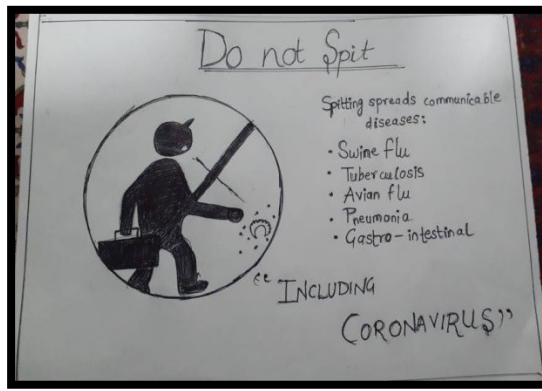 Do not Spit
Spitting spreads communicable
diseases:
• Swine flu
• Tuberculosis
• Avian flu
• Pneumonia
• Gastro-intestinal
“INCLUDING
CORONAVIRUS”